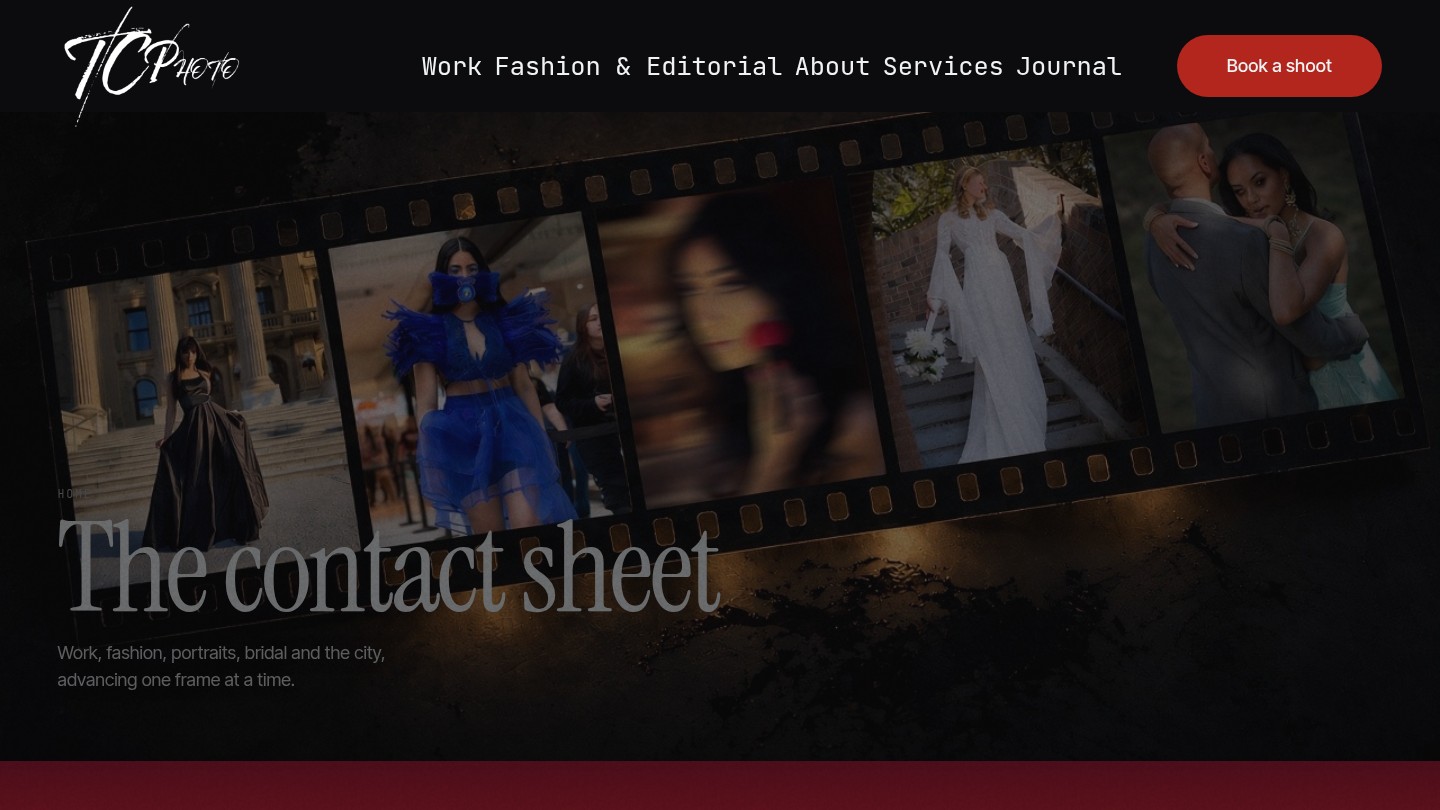 TCPHOTO
Work Fashion & Editorial About Services Journal
Book a shoot
HOME
The contact sheet
Work, fashion, portraits, bridal and the city,
advancing one frame at a time.